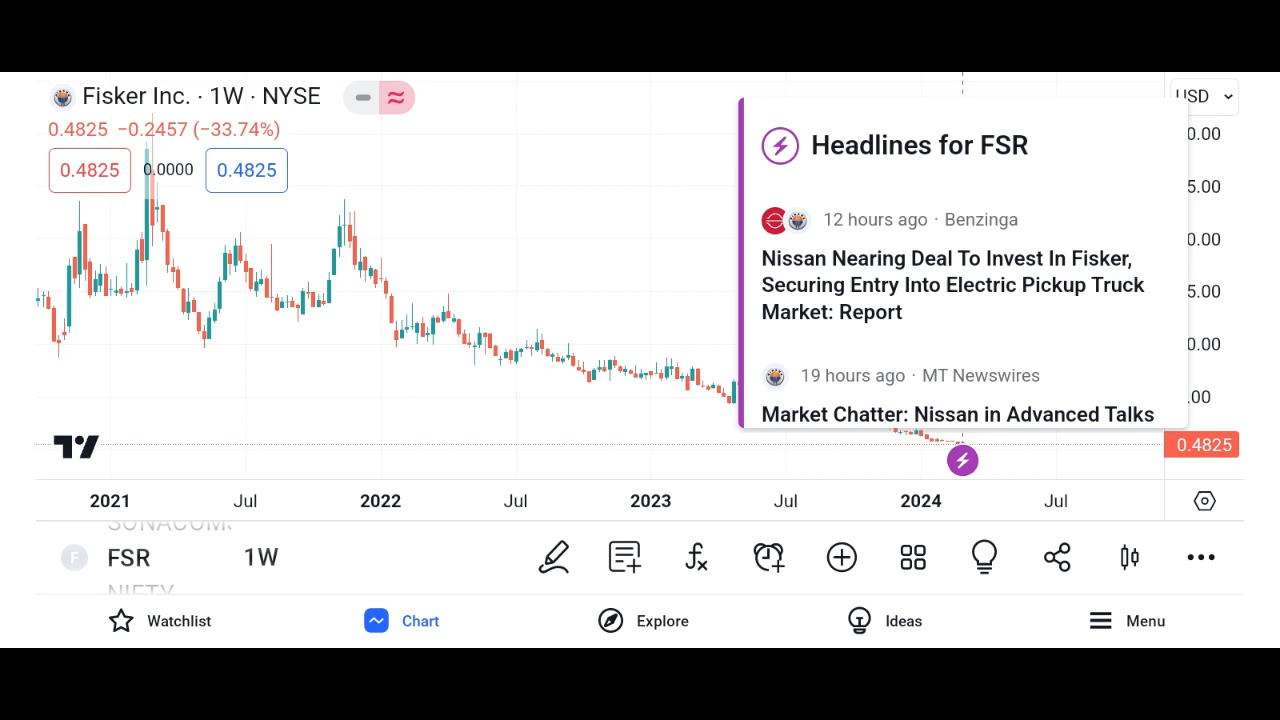 Fisker Inc. · 1W · NYSE
0.4825 −0.2457 (−33.74%)
0.4825 0.0000 0.4825
USD
Headlines for FSR
12 hours ago · Benzinga
Nissan Nearing Deal To Invest In Fisker,
Securing Entry Into Electric Pickup Truck
Market: Report
19 hours ago · MT Newswires
Market Chatter: Nissan in Advanced Talks
0.00
5.00
0.00
5.00
0.00
.00
0.4825
2021 Jul 2022 Jul 2023 Jul 2024 Jul
F FSR 1W
NIFTY
Watchlist Chart Explore Ideas Menu